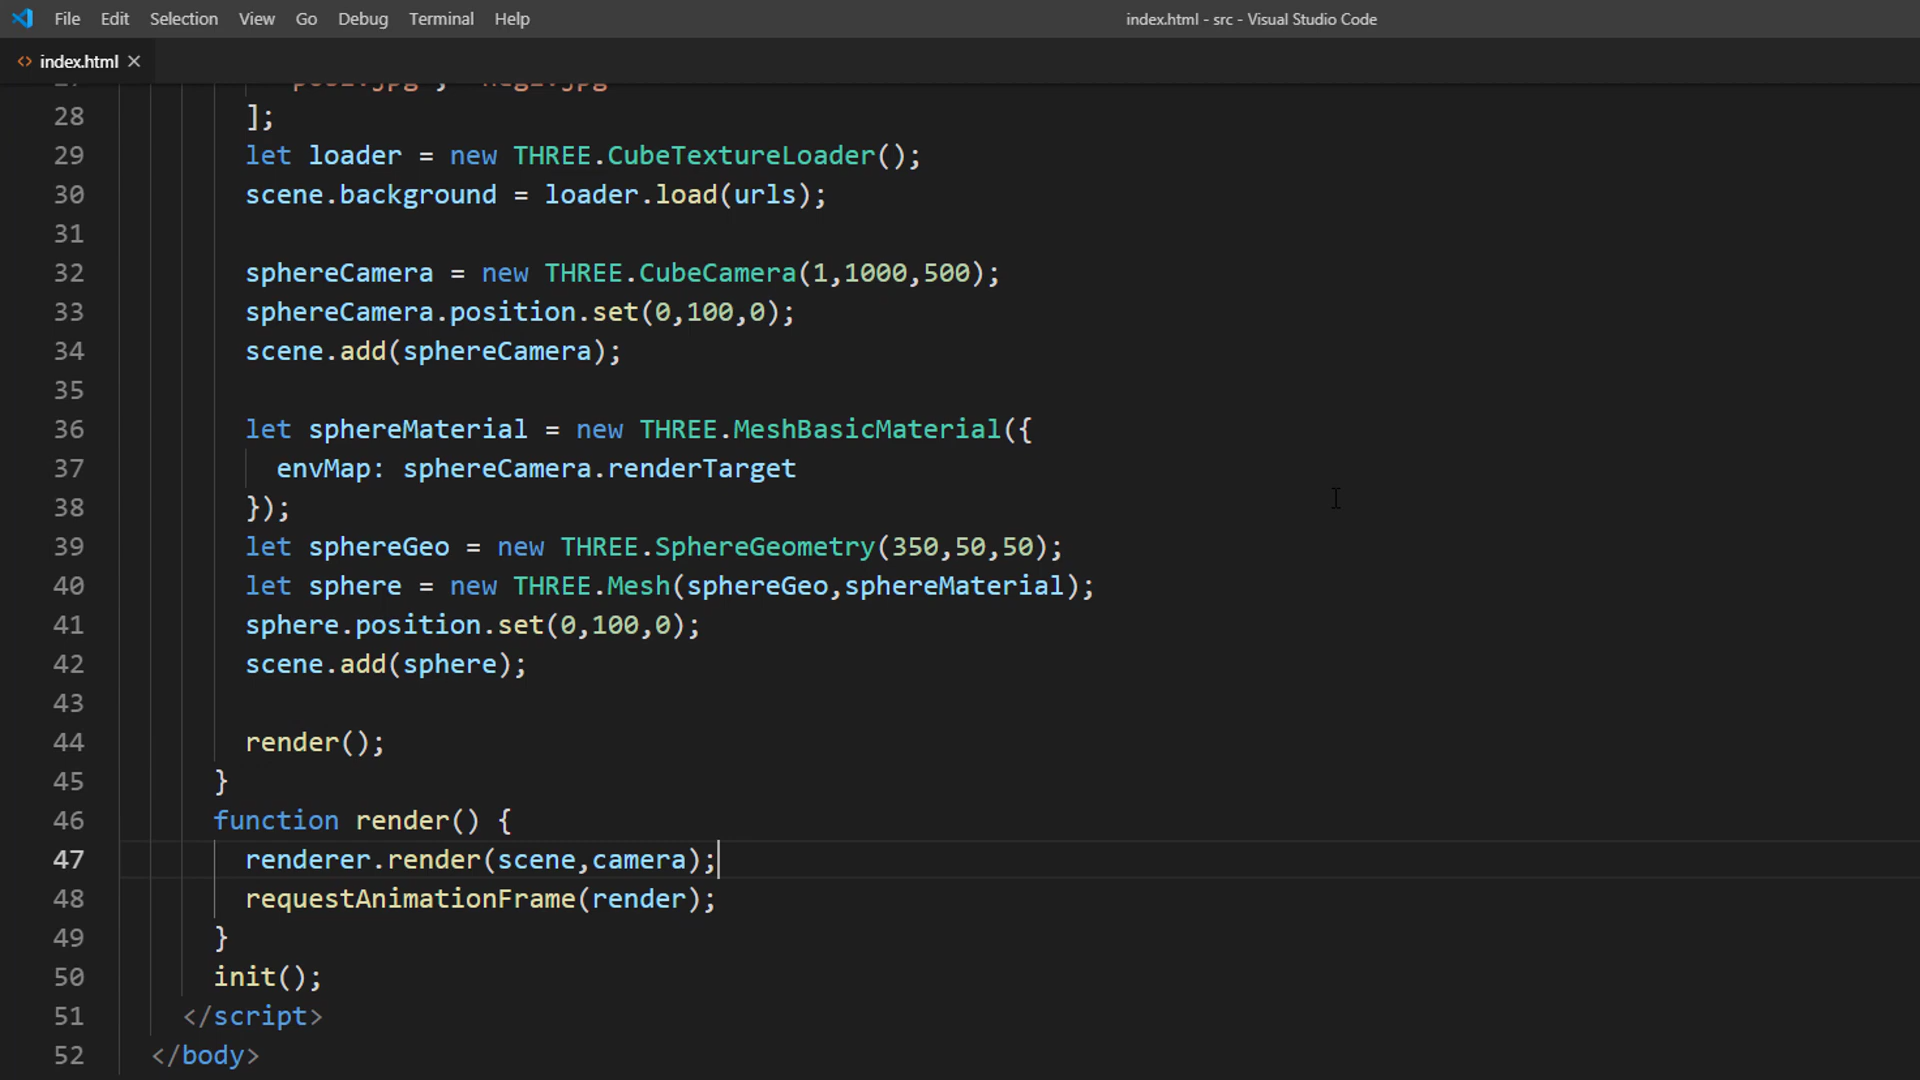 File Edit Selection View Go Debug Terminal Help
index.html - src - Visual Studio Code
index.html
28 ];
29 let loader = new THREE.CubeTextureLoader();
30 scene.background = loader.load(urls);
31
32 sphereCamera = new THREE.CubeCamera(1,1000,500);
33 sphereCamera.position.set(0,100,0);
34 scene.add(sphereCamera);
35
36 let sphereMaterial = new THREE.MeshBasicMaterial({
37 envMap: sphereCamera.renderTarget
38 });
39 let sphereGeo = new THREE.SphereGeometry(350,50,50);
40 let sphere = new THREE.Mesh(sphereGeo,sphereMaterial);
41 sphere.position.set(0,100,0);
42 scene.add(sphere);
43
44 render();
45 }
46 function render() {
47 renderer.render(scene,camera);
48 requestAnimationFrame(render);
49 }
50 init();
51 </script>
52 </body>